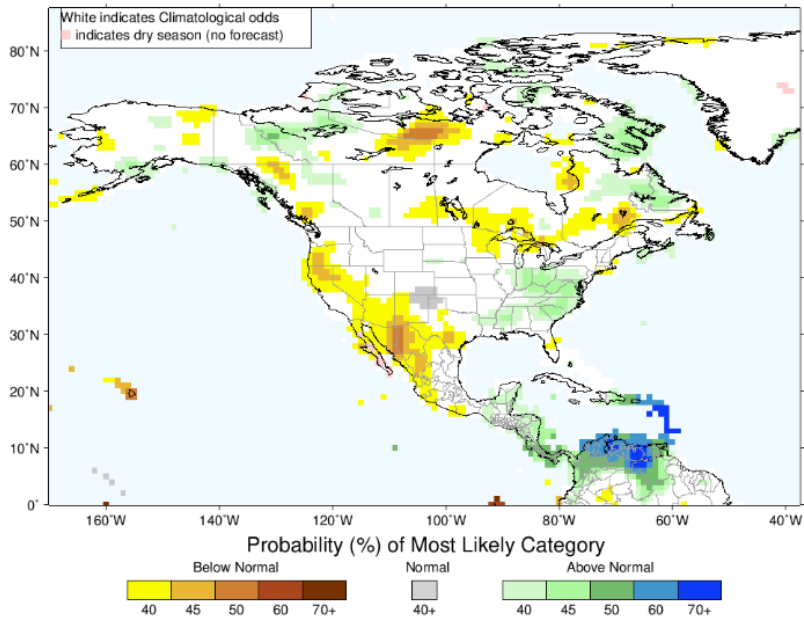 White indicates Climatological odds
indicates dry season (no forecast)
80°N
70°N
60°N
50°N
40°N
30°N
20°N
10°N
0°
160°W 140°W 120°W 100°W 80°W 60°W 40°W
Probability (%) of Most Likely Category
Below Normal Normal Above Normal
40 45 50 60 70+ 40+ 40 45 50 60 70+